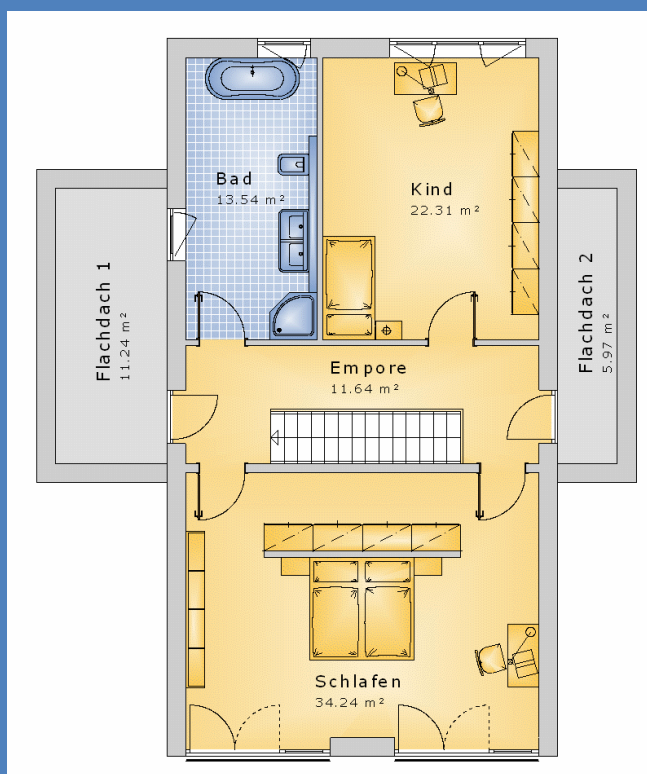 Bad
13.54 m²
Kind
22.31 m²
Flachdach 1
11.24 m²
Flachdach 2
5.97 m²
Empore
11.64 m²
Schlafen
34.24 m²